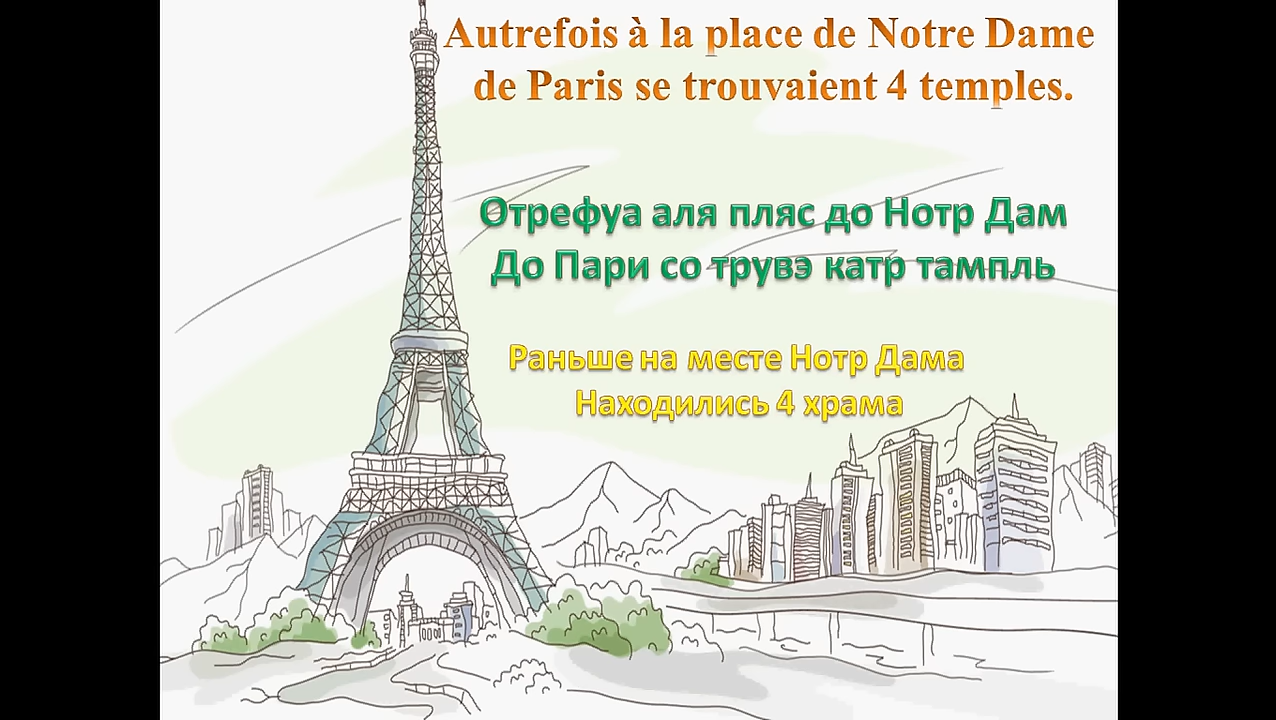 Autrefois à la place de Notre Dame
de Paris se trouvaient 4 temples.
Отрефуа аля пляс до Нотр Дам
До Пари со трувэ катр тампль
Раньше на месте Нотр Дама
Находились 4 храма